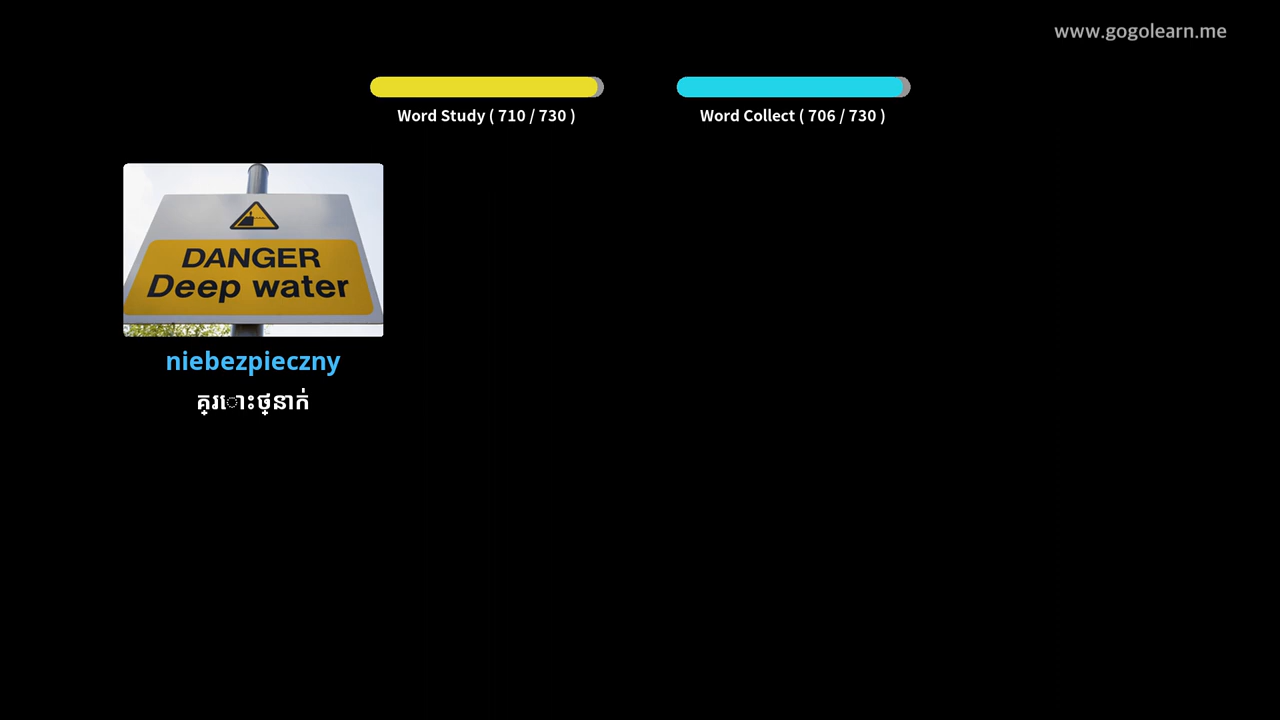 www.gogolearn.me
Word Study ( 710 / 730 )
Word Collect ( 706 / 730 )
DANGER
Deep water
niebezpieczny
គ្រោះថ្នាក់